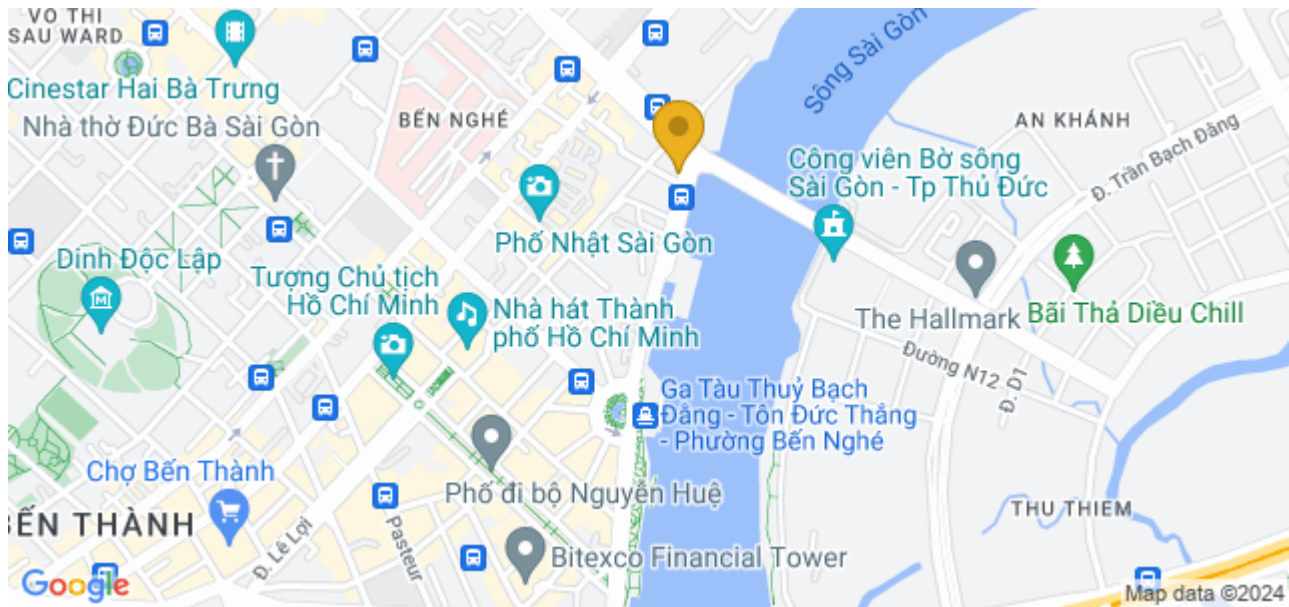 VO THI
SAU WARD
Cinestar Hai Bà Trưng
Nhà thờ Đức Bà Sài Gòn
BẾN NGHÉ
Sông Sài Gòn
AN KHÁNH
Đ. Trần Bạch Đằng
Công viên Bờ sông
Sài Gòn - Tp Thủ Đức
Phố Nhật Sài Gòn
Dinh Độc Lập
Tượng Chủ tịch
Hồ Chí Minh
Nhà hát Thành
phố Hồ Chí Minh
The Hallmark
Bãi Thả Diều Chill
Đường N12
Đ. D1
Ga Tàu Thuỷ Bạch
Đằng - Tôn Đức Thắng
- Phường Bến Nghé
Chợ Bến Thành
Phố đi bộ Nguyễn Huệ
BẾN THÀNH
Đ. Lê Lợi
Pasteur
THU THIEM
Bitexco Financial Tower
Google
Map data ©2024